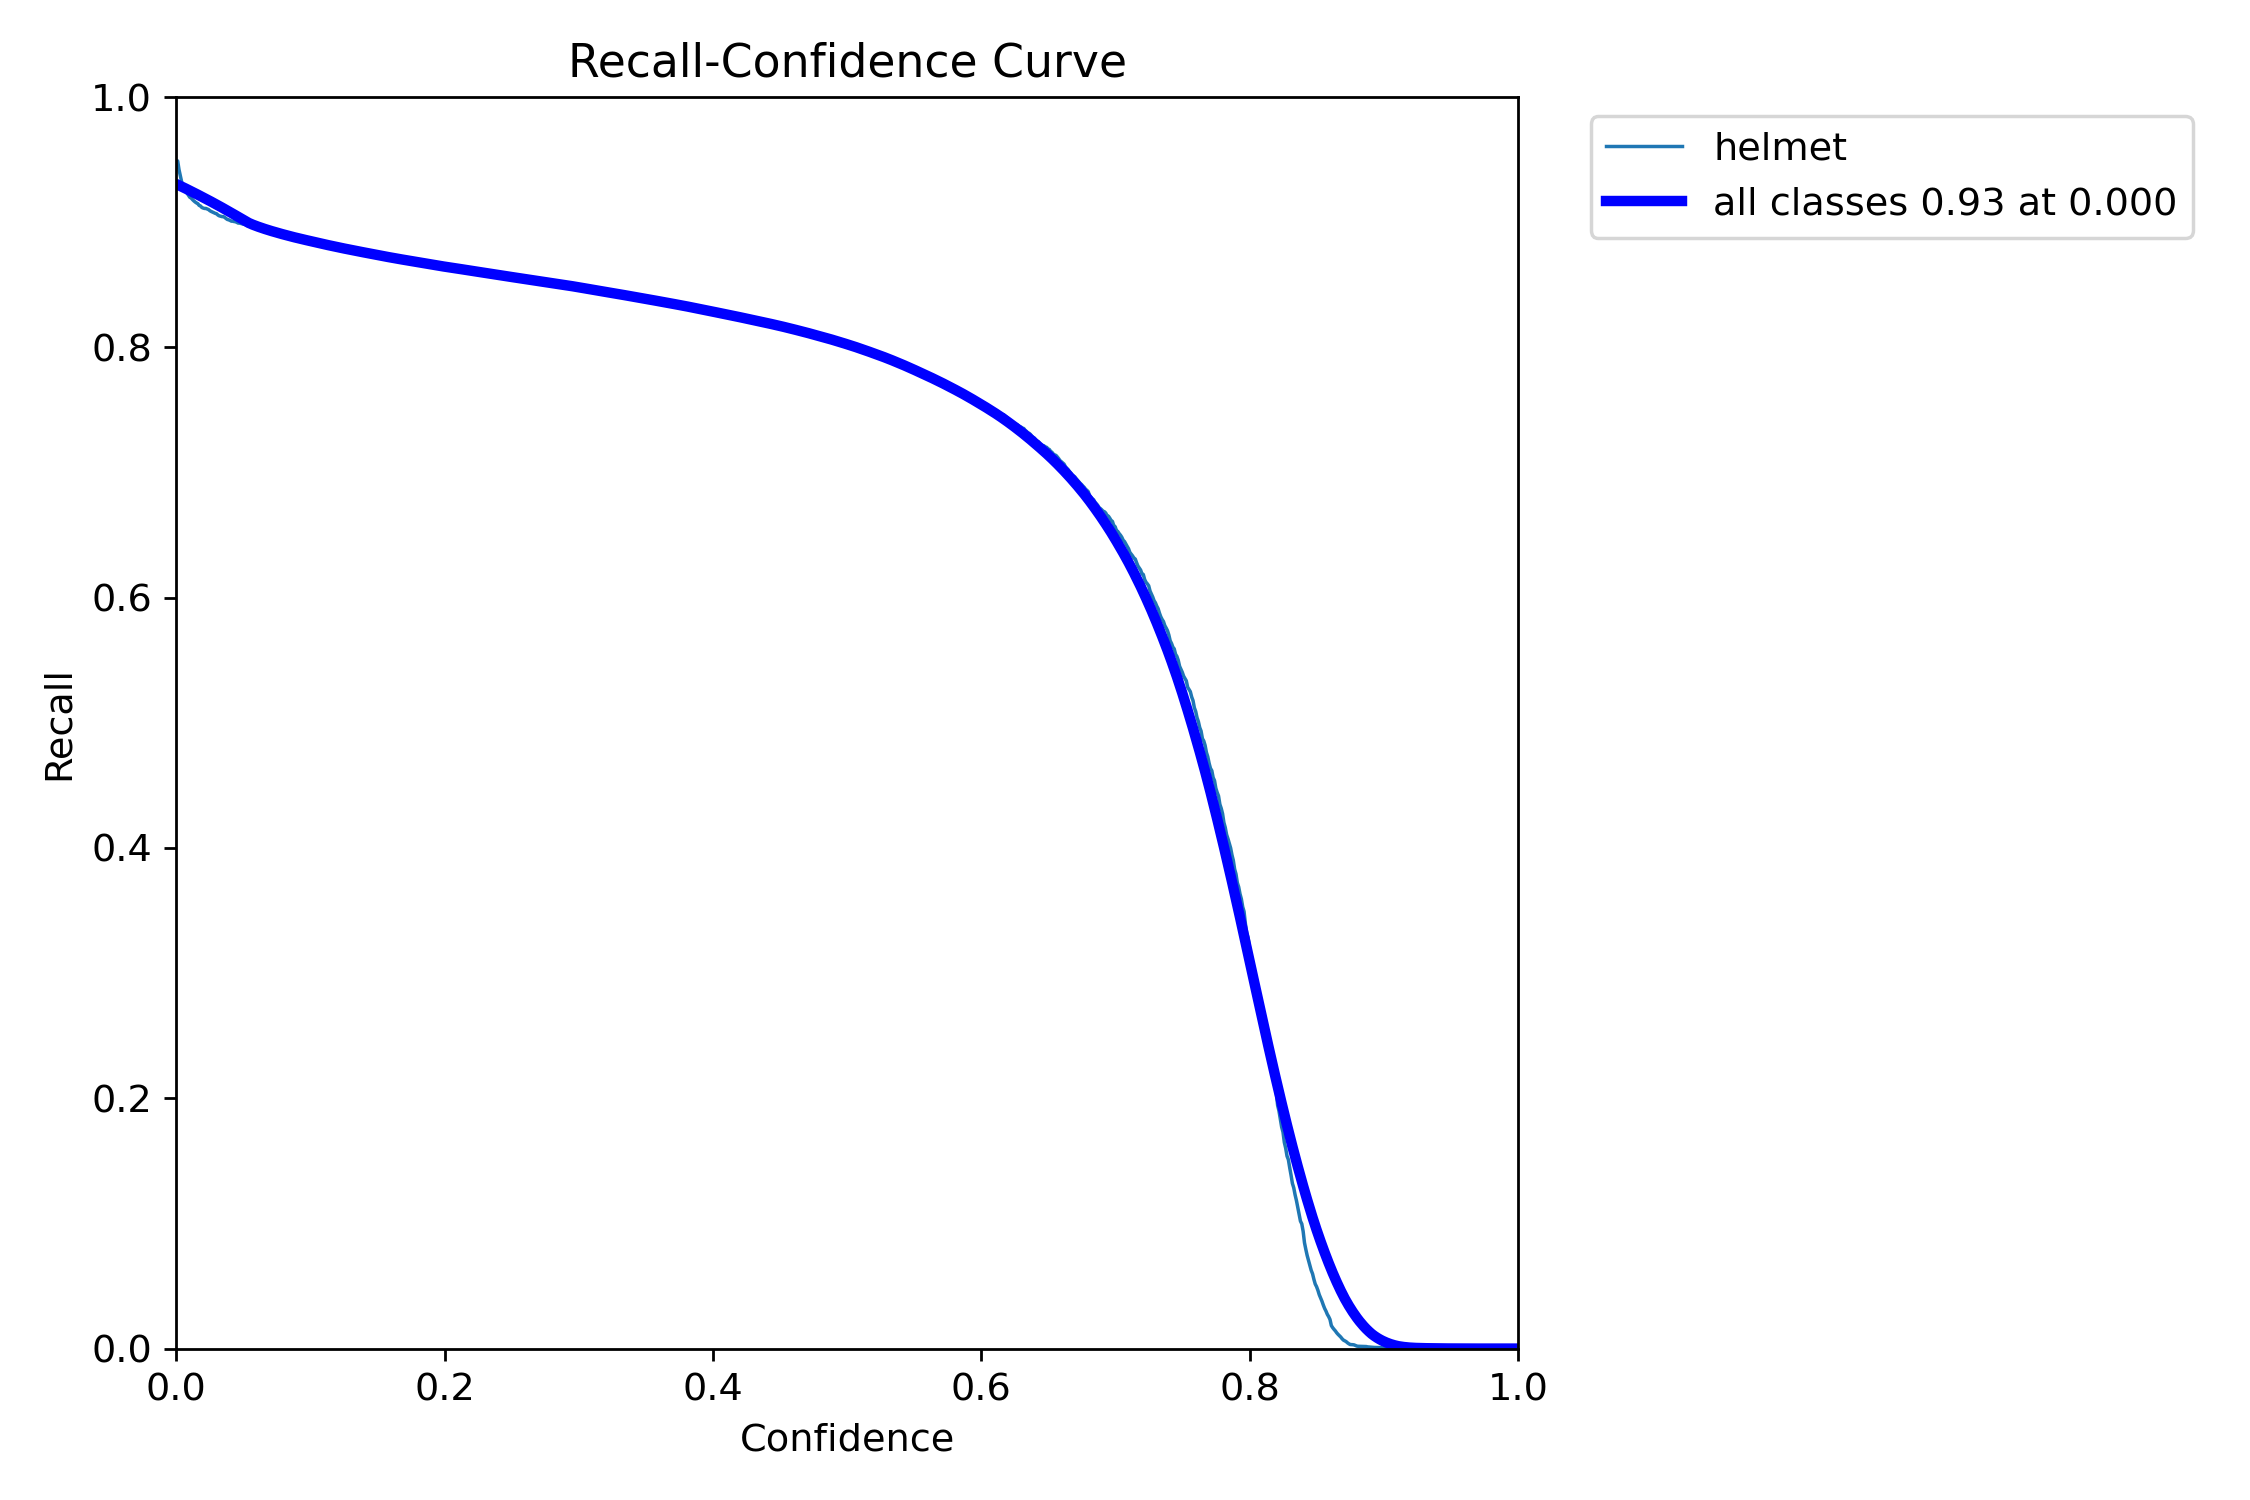 Recall-Confidence Curve
1.0
0.8
0.6
0.4
0.2
0.0
Recall
0.0 0.2 0.4 0.6 0.8 1.0
Confidence
helmet
all classes 0.93 at 0.000